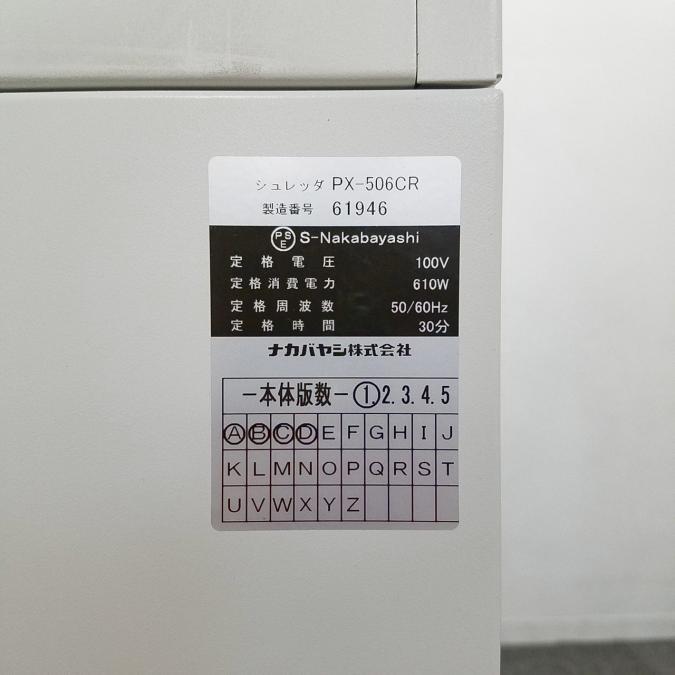 シュレッダ PX-506CR
製造番号 61946
PSE S-Nakabayashi
定格電圧 100V
定格消費電力 610W
定格周波数 50/60Hz
定格時間 30分
ナカバヤシ株式会社
-本体版数- ①.2.3.4.5
Ⓐ Ⓑ Ⓒ Ⓓ E F G H I J
K L M N O P Q R S T
U V W X Y Z